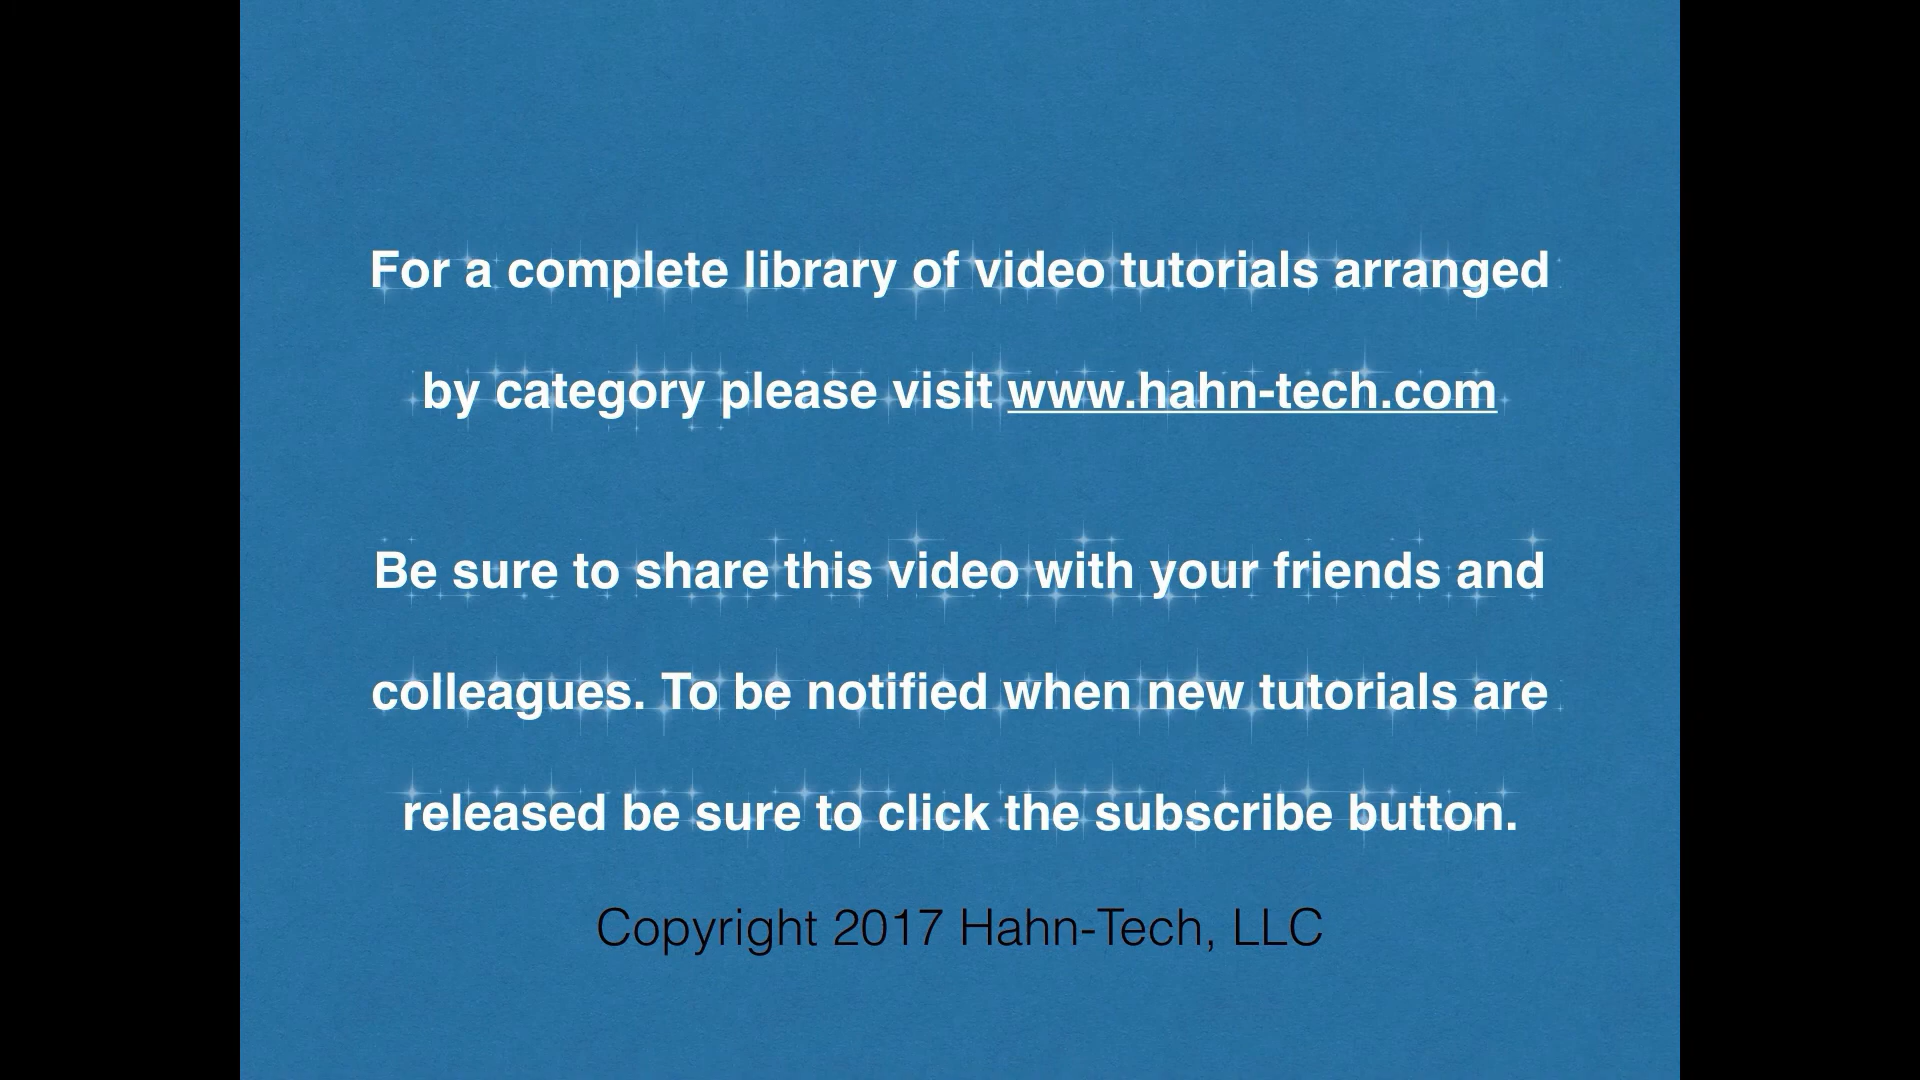 For a complete library of video tutorials arranged
by category please visit www.hahn-tech.com
Be sure to share this video with your friends and
colleagues. To be notified when new tutorials are
released be sure to click the subscribe button.
Copyright 2017 Hahn-Tech, LLC